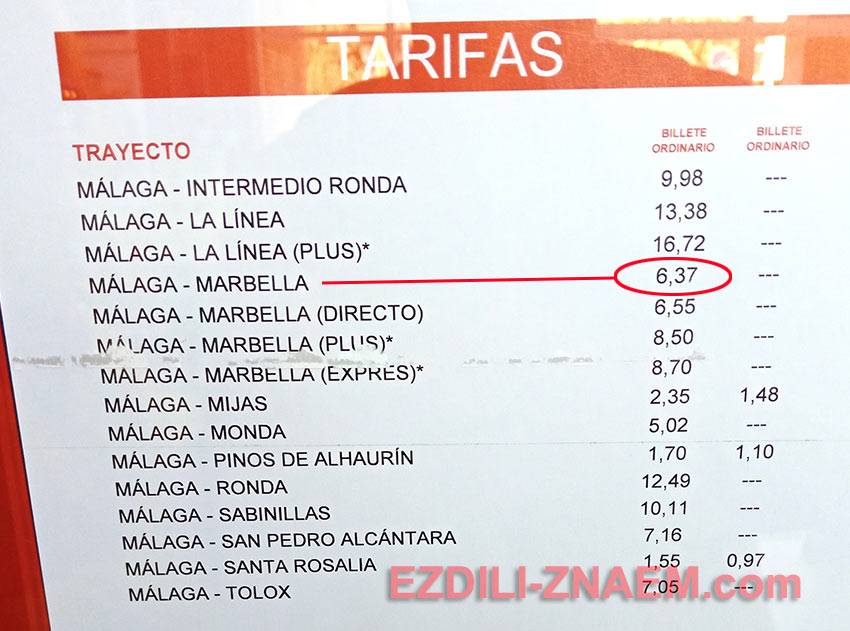 TARIFAS
BILLETE BILLETE
TRAYECTO ORDINARIO ORDINARIO
MÁLAGA - INTERMEDIO RONDA 9,98 ---
MÁLAGA - LA LÍNEA 13,38 ---
MÁLAGA - LA LÍNEA (PLUS)* 16,72 ---
MÁLAGA - MARBELLA 6,37 ---
MÁLAGA - MARBELLA (DIRECTO) 6,55 ---
MÁLAGA - MARBELLA (PLUS)* 8,50 ---
MÁLAGA - MARBELLA (EXPRES)* 8,70 ---
MÁLAGA - MIJAS 2,35 1,48
MÁLAGA - MONDA 5,02 ---
MÁLAGA - PINOS DE ALHAURÍN 1,70 1,10
MÁLAGA - RONDA 12,49 ---
MÁLAGA - SABINILLAS 10,11 ---
MÁLAGA - SAN PEDRO ALCÁNTARA 7,16 ---
MÁLAGA - SANTA ROSALIA 1,55 0,97
MÁLAGA - TOLOX 7,05 ---
EZDILI-ZNAEM.com